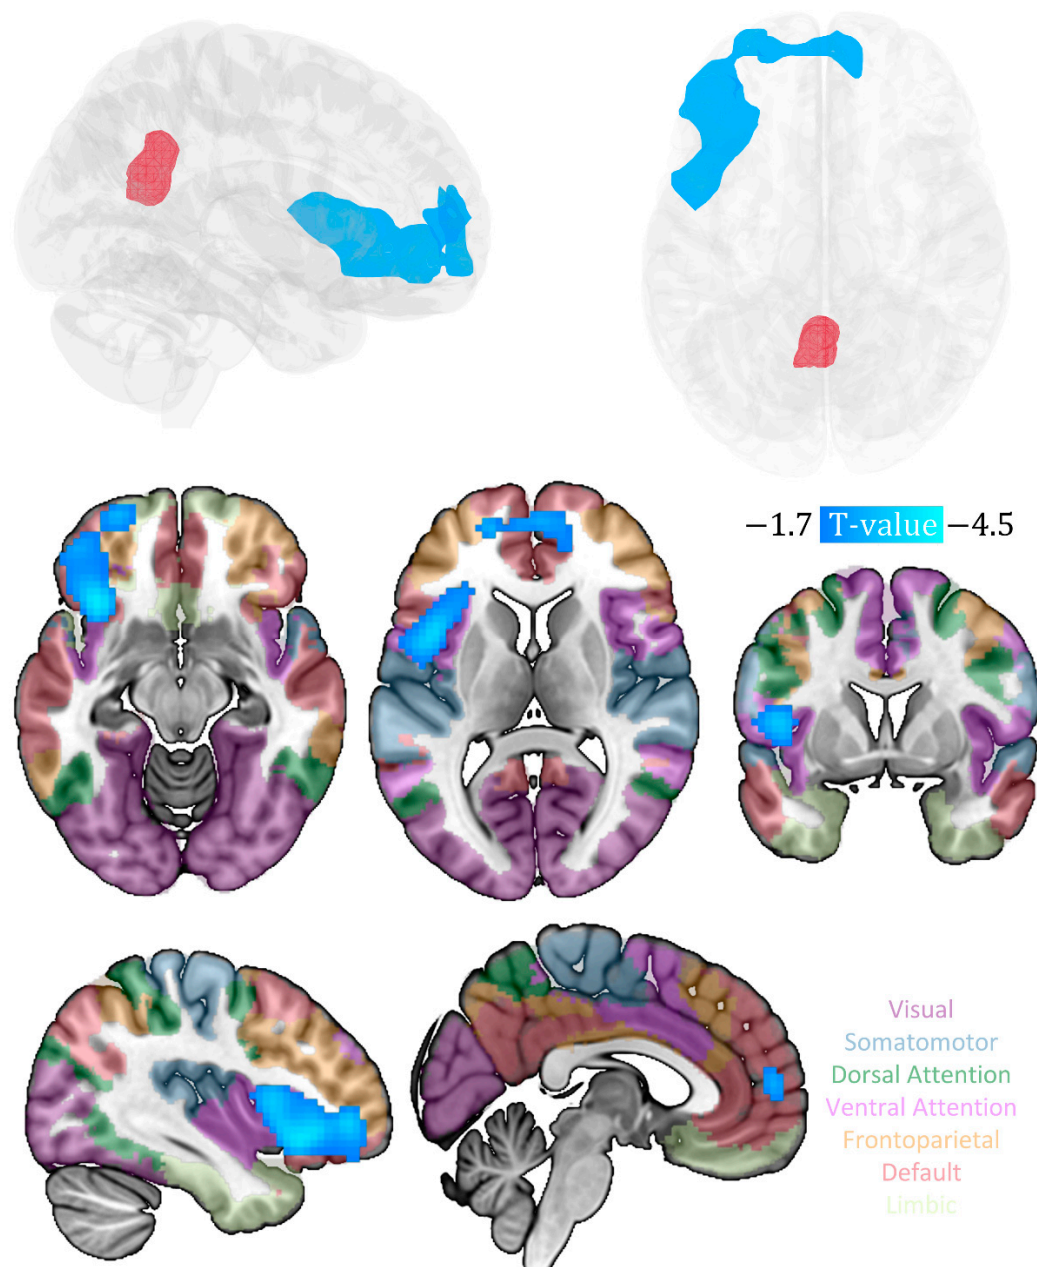 −1.7 T-value −4.5
Visual
Somatomotor
Dorsal Attention
Ventral Attention
Frontoparietal
Default
Limbic